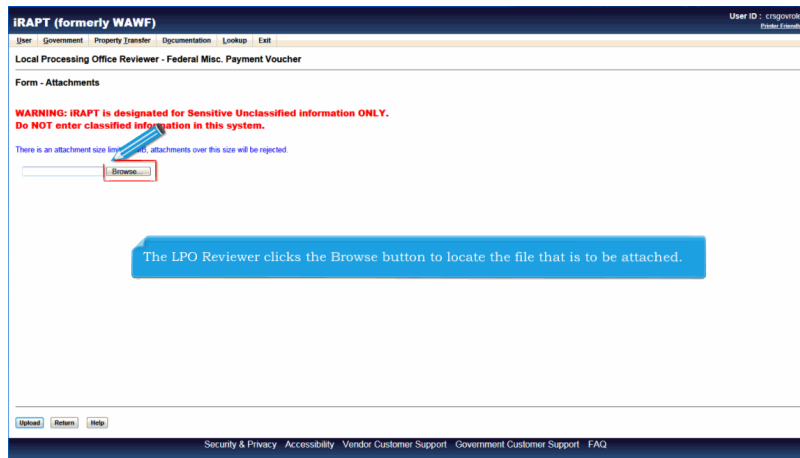 iRAPT (formerly WAWF)
User ID : crsgovrole
Printer Friendly
User Government Property Transfer Documentation Lookup Exit
Local Processing Office Reviewer - Federal Misc. Payment Voucher
Form - Attachments
WARNING: iRAPT is designated for Sensitive Unclassified information ONLY.
Do NOT enter classified information in this system.
There is an attachment size attachments over this size will be rejected.
Browse...
The LPO Reviewer clicks the Browse button to locate the file that is to be attached.
Upload Return Help
Security & Privacy Accessibility Vendor Customer Support Government Customer Support FAQ